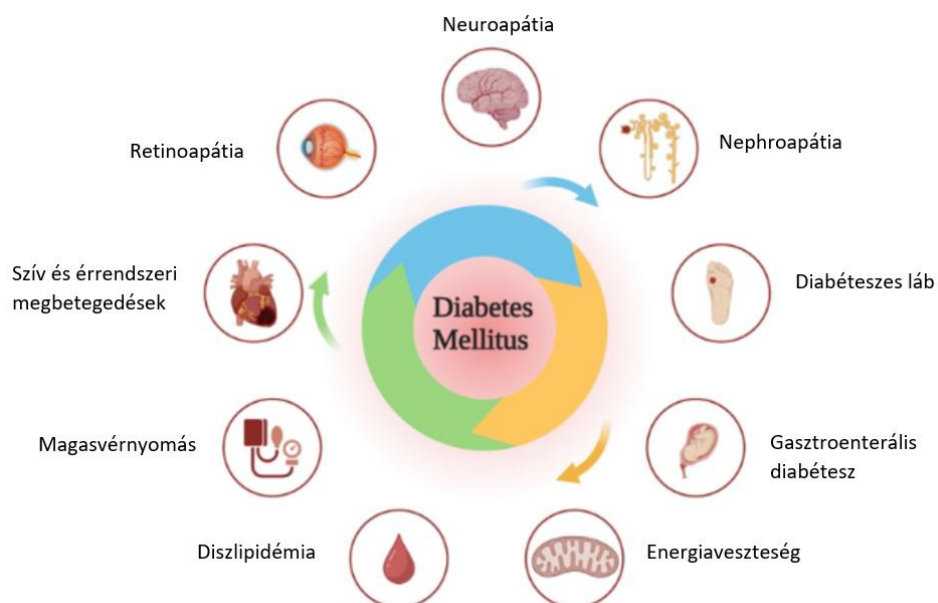 Neuroapátia
Retinoapátia
Nephroapátia
Szív és érrendszeri
megbetegedések
Diabetes
Mellitus
Diabéteszes láb
Magasvérnyomás
Gasztroenterális
diabétesz
Diszlipidémia
Energiaveszteség